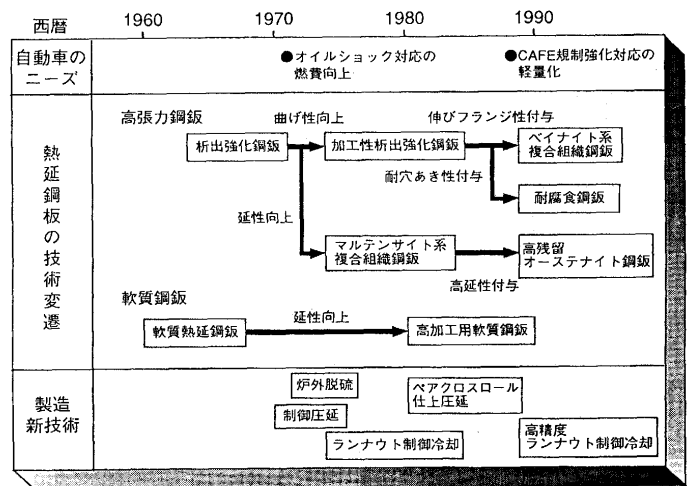 西暦 1960 1970 1980 1990
自動車の
ニーズ
●オイルショック対応の
燃費向上
●CAFE規制強化対応の
軽量化
熱延鋼板の技術変遷
高張力鋼鈑
曲げ性向上
伸びフランジ性付与
析出強化鋼鈑
加工性析出強化鋼鈑
ベイナイト系
複合組織鋼鈑
耐穴あき性付与
耐腐食鋼鈑
延性向上
マルテンサイト系
複合組織鋼鈑
高残留
オーステナイト鋼鈑
高延性付与
軟質鋼鈑
延性向上
軟質熱延鋼鈑
高加工用軟質鋼鈑
製造
新技術
炉外脱硫
ペアクロスロール
仕上圧延
制御圧延
ランナウト制御冷却
高精度
ランナウト制御冷却